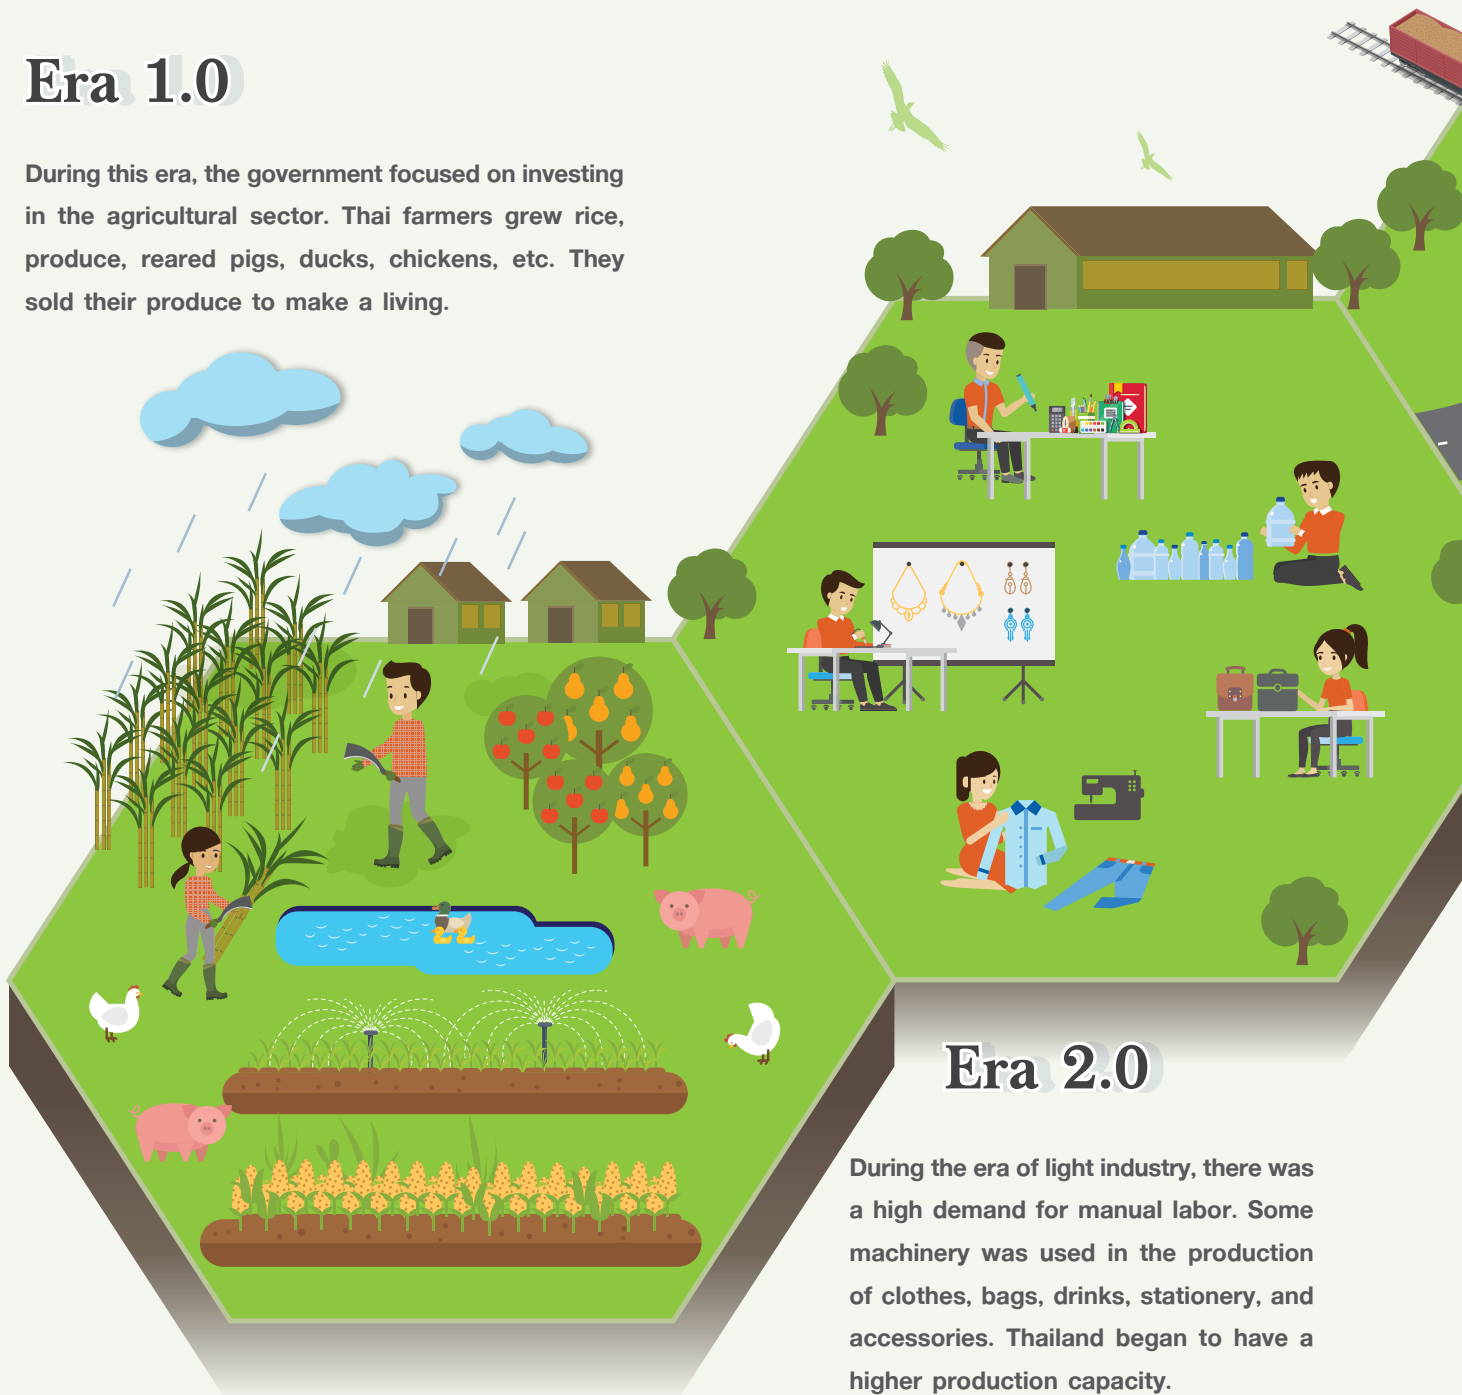 Era 1.0
During this era, the government focused on investing
in the agricultural sector. Thai farmers grew rice,
produce, reared pigs, ducks, chickens, etc. They
sold their produce to make a living.
Era 2.0
During the era of light industry, there was
a high demand for manual labor. Some
machinery was used in the production
of clothes, bags, drinks, stationery, and
accessories. Thailand began to have a
higher production capacity.